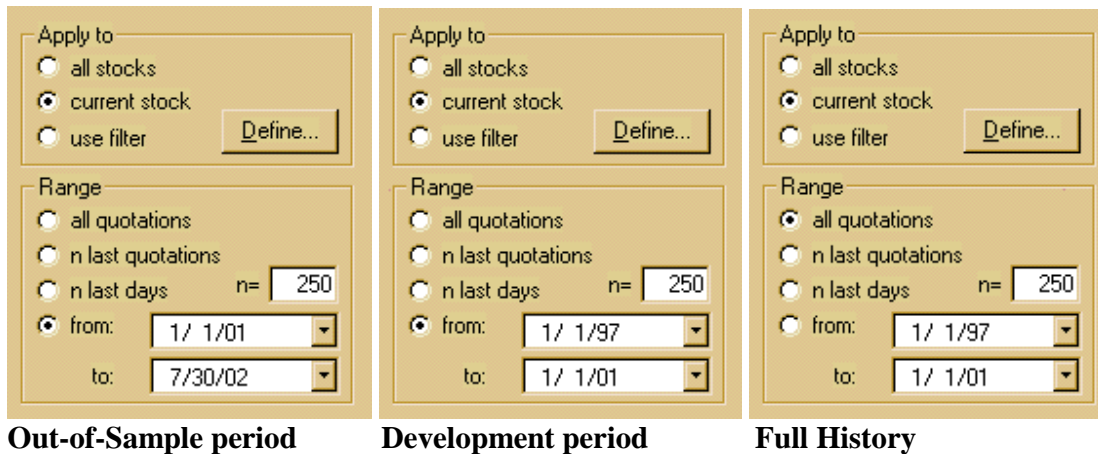 Apply to
all stocks
current stock
use filter Define...
Range
all quotations
n last quotations
n last days n= 250
from: 1/ 1/01
to: 7/30/02
Out-of-Sample period
Apply to
all stocks
current stock
use filter Define...
Range
all quotations
n last quotations
n last days n= 250
from: 1/ 1/97
to: 1/ 1/01
Development period
Apply to
all stocks
current stock
use filter Define...
Range
all quotations
n last quotations
n last days n= 250
from: 1/ 1/97
to: 1/ 1/01
Full History